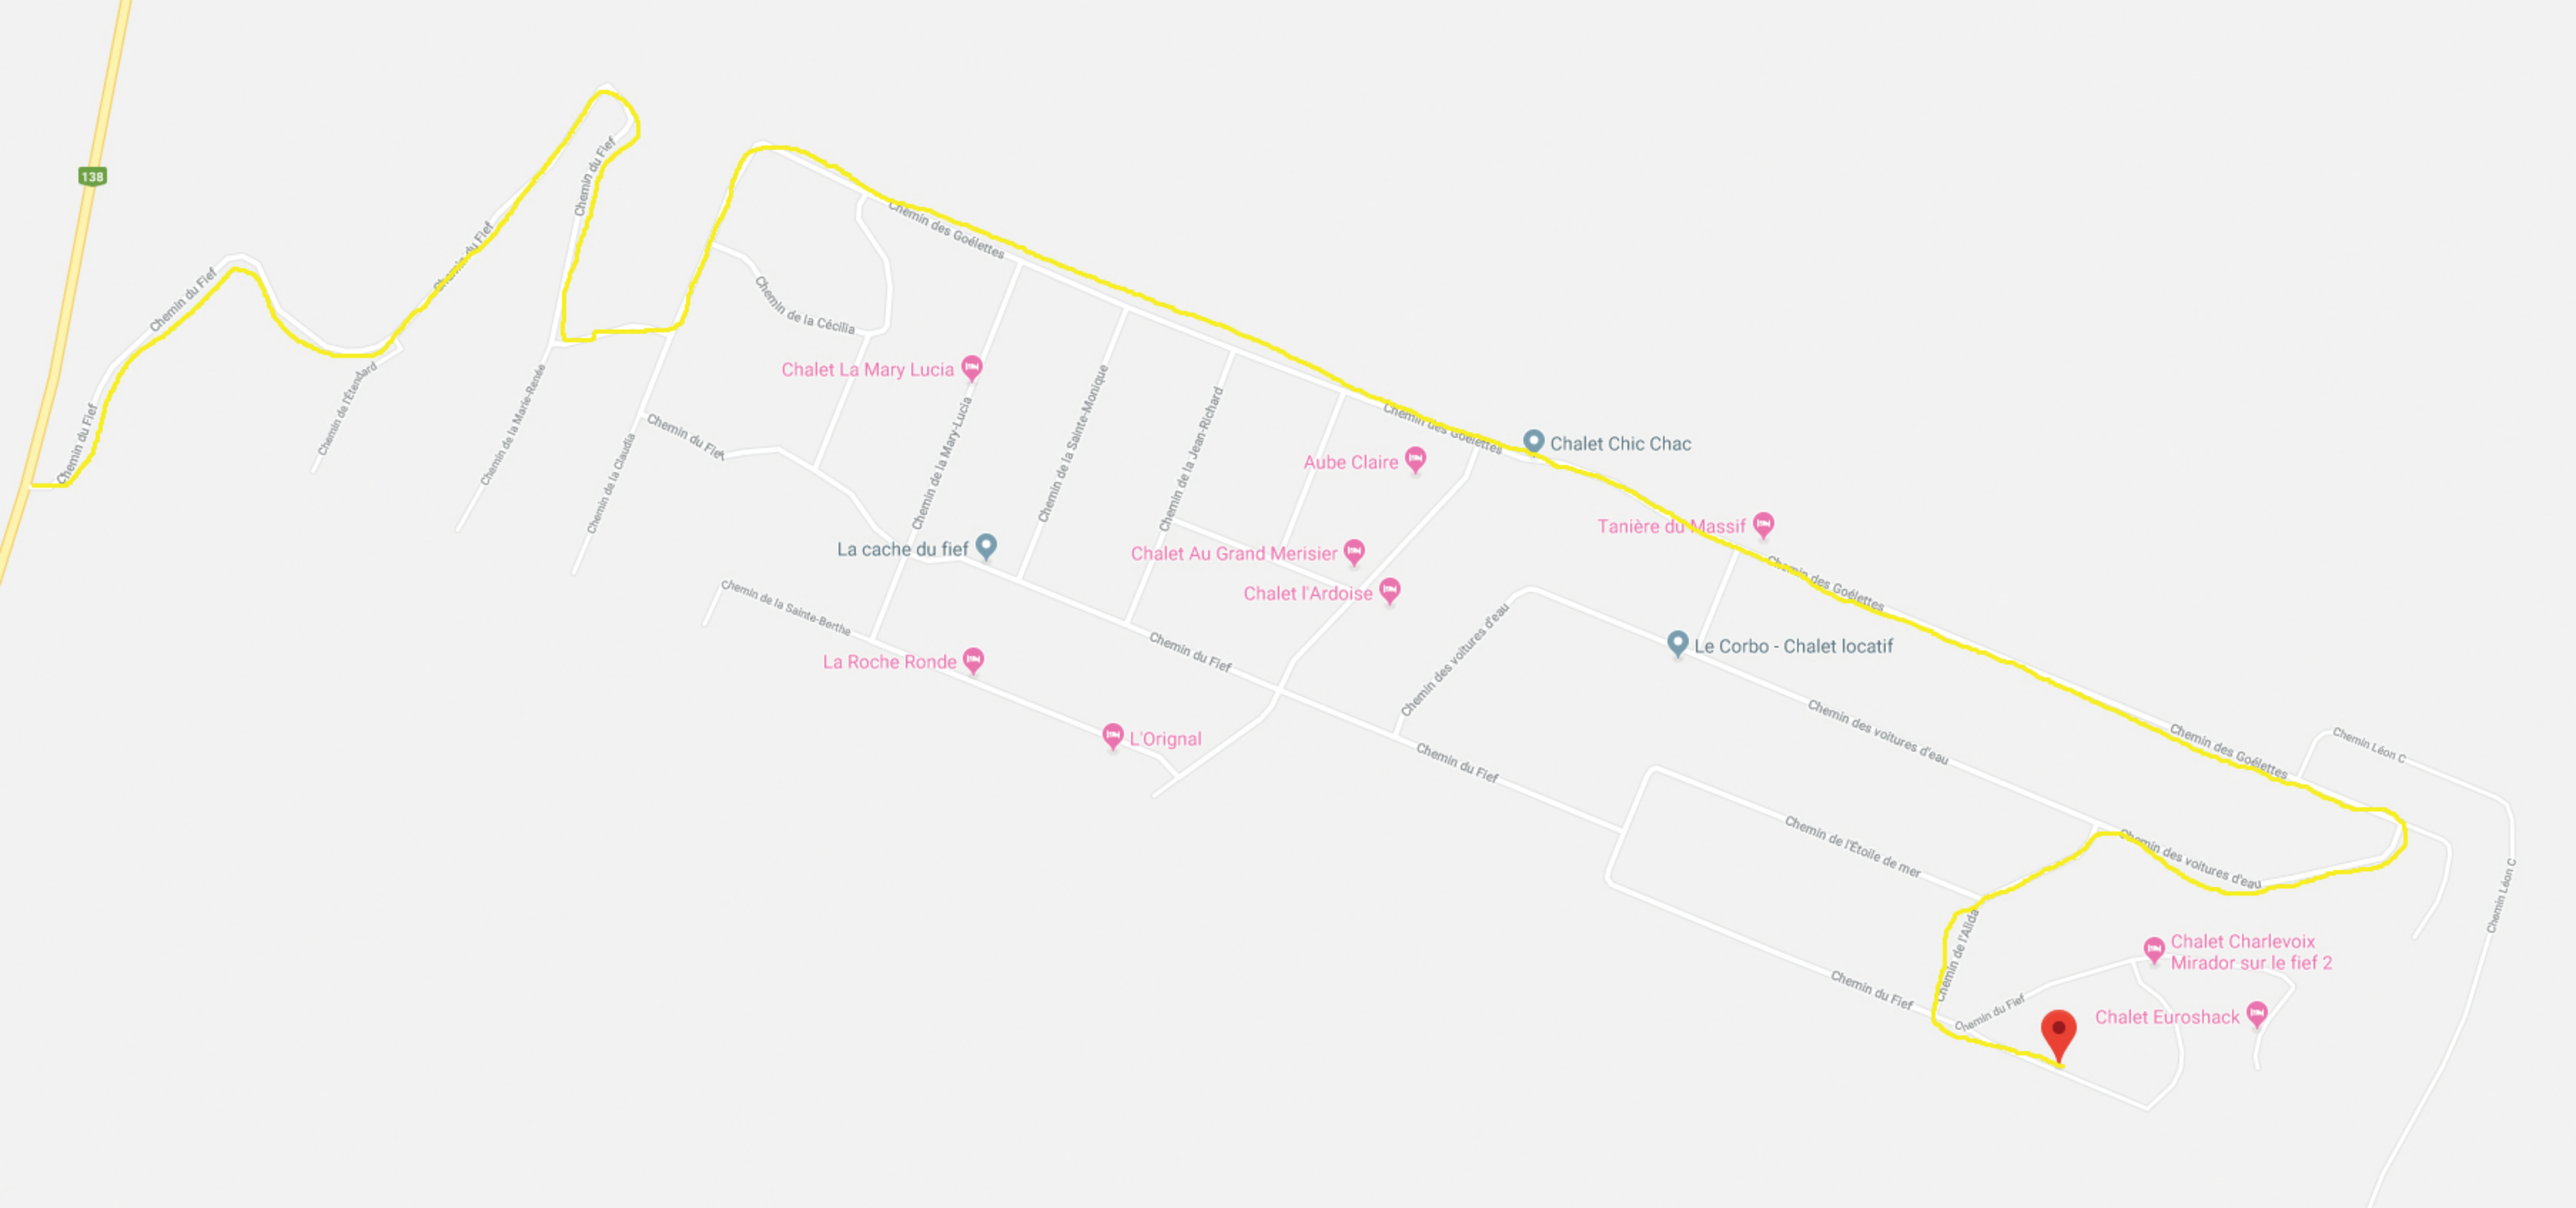 138
Chemin du Fief
Chemin du Fief
Chemin du Fief
Chemin du Fief
Chemin de l'Étendard
Chemin de la Marie-Renée
Chemin de la Claudia
Chemin du Fief
Chemin de la Cécilia
Chemin des Goélettes
Chalet La Mary Lucia
Chemin de la Mary-Lucia
Chemin de la Sainte-Monique
Chemin de la Jean-Richard
Chemin des Goélettes
Chalet Chic Chac
Aube Claire
Tanière du Massif
La cache du fief
Chalet Au Grand Merisier
Chalet l'Ardoise
Chemin des Goélettes
Chemin de la Sainte-Berthe
La Roche Ronde
Chemin du Fief
Chemin des voitures d'eau
Le Corbo - Chalet locatif
L'Orignal
Chemin du Fief
Chemin des voitures d'eau
Chemin des Goélettes
Chemin Léon C
Chemin de l'Étoile de mer
Chemin des voitures d'eau
Chemin Léon C
Chemin de l'Alida
Chalet Charlevoix
Mirador sur le fief 2
Chemin du Fief
Chemin du Fief
Chalet Euroshack